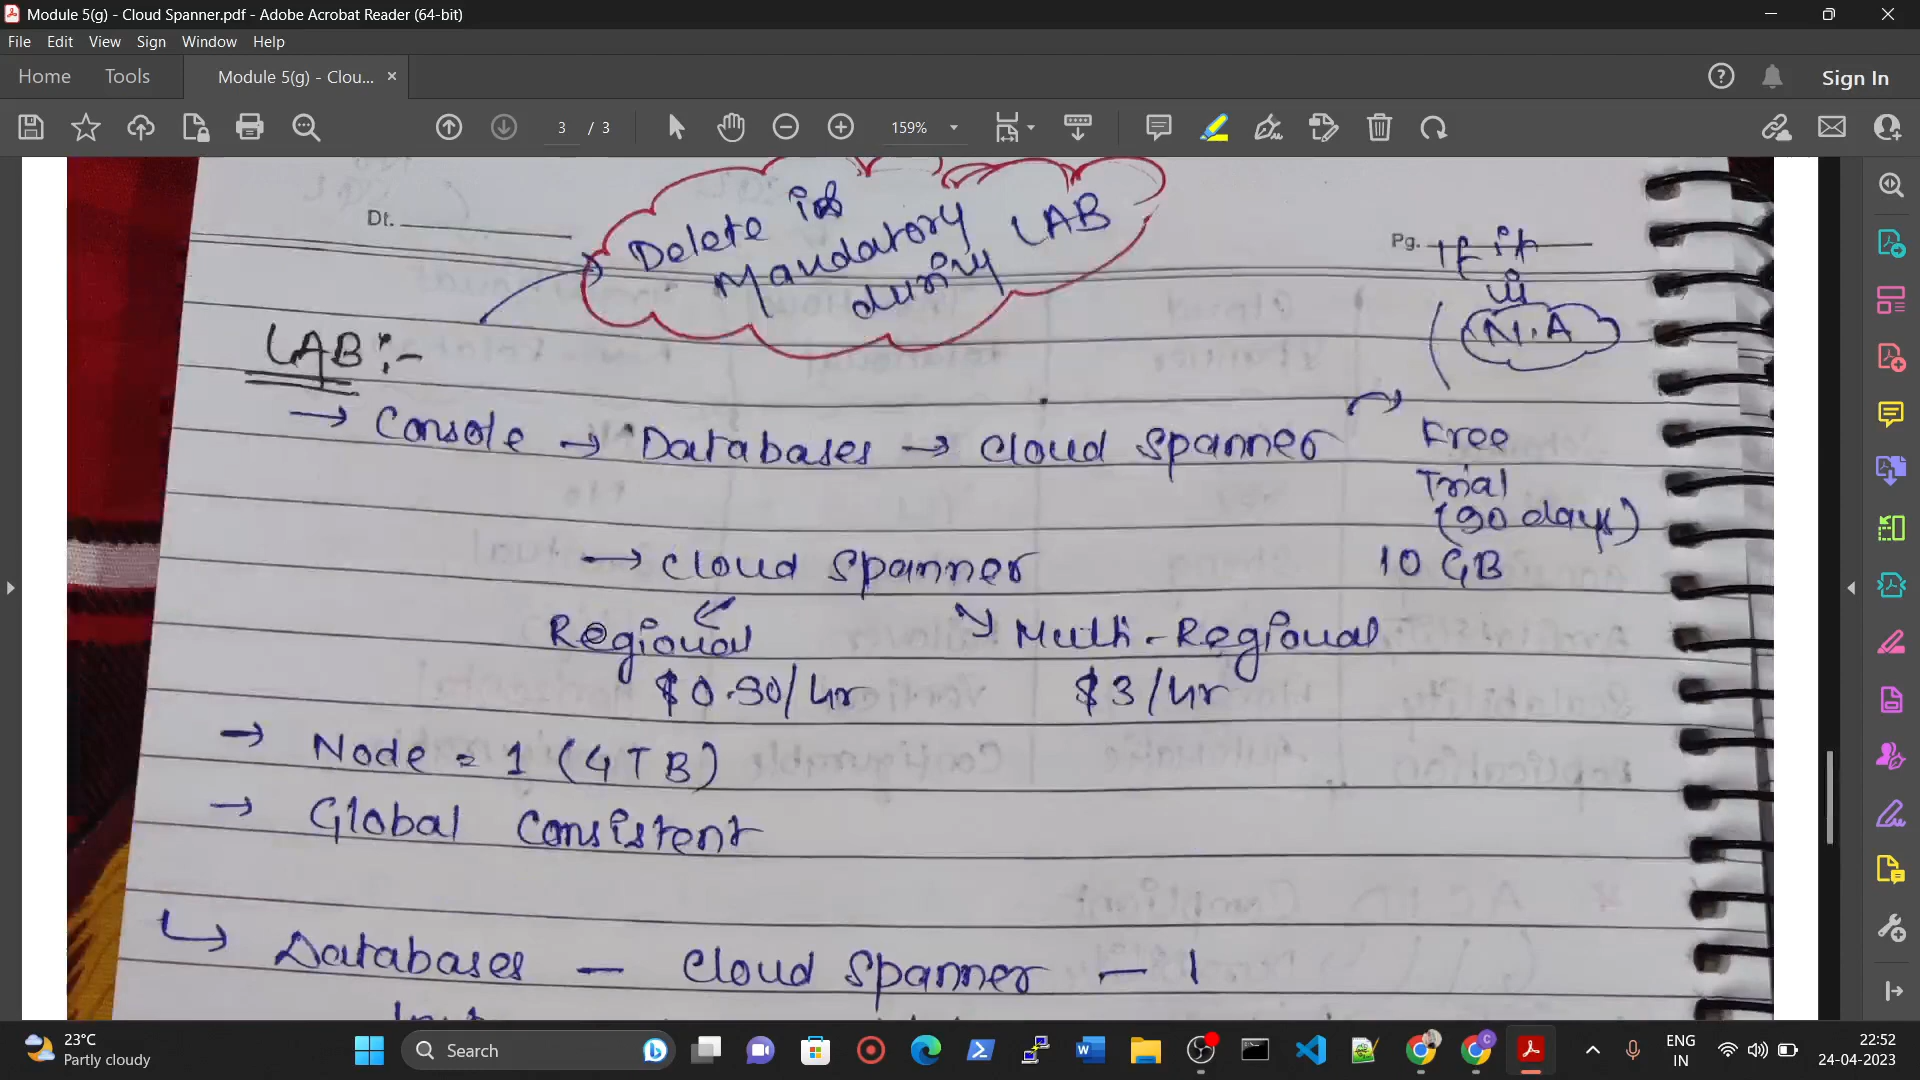 Module 5(g) - Cloud Spanner.pdf - Adobe Acrobat Reader (64-bit)
File Edit View Sign Window Help
Home Tools Module 5(g) - Clou... × Sign In
3 / 3 159%
Delete is
Mandatory LAB
during
Dt.
Pg. If it
is
N.A
LAB :-
→ Console → Databases → Cloud Spanner
Free
Trial
(90 days)
10 GB
→ Cloud Spanner
Regional Multi-Regional
$0.90/hr $3/hr
→ Node = 1 (4TB)
→ Global Consistent
↳ Databases - Cloud Spanner - 1
23°C
Partly cloudy
Search
ENG
IN
22:52
24-04-2023